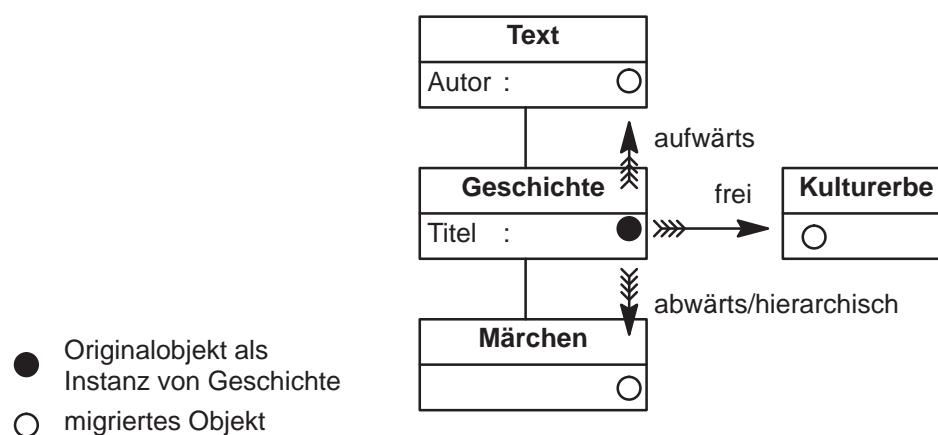 Text
Autor :
aufwärts
Geschichte
frei
Kulturerbe
Titel :
abwärts/hierarchisch
Märchen
Originalobjekt als
Instanz von Geschichte
migriertes Objekt